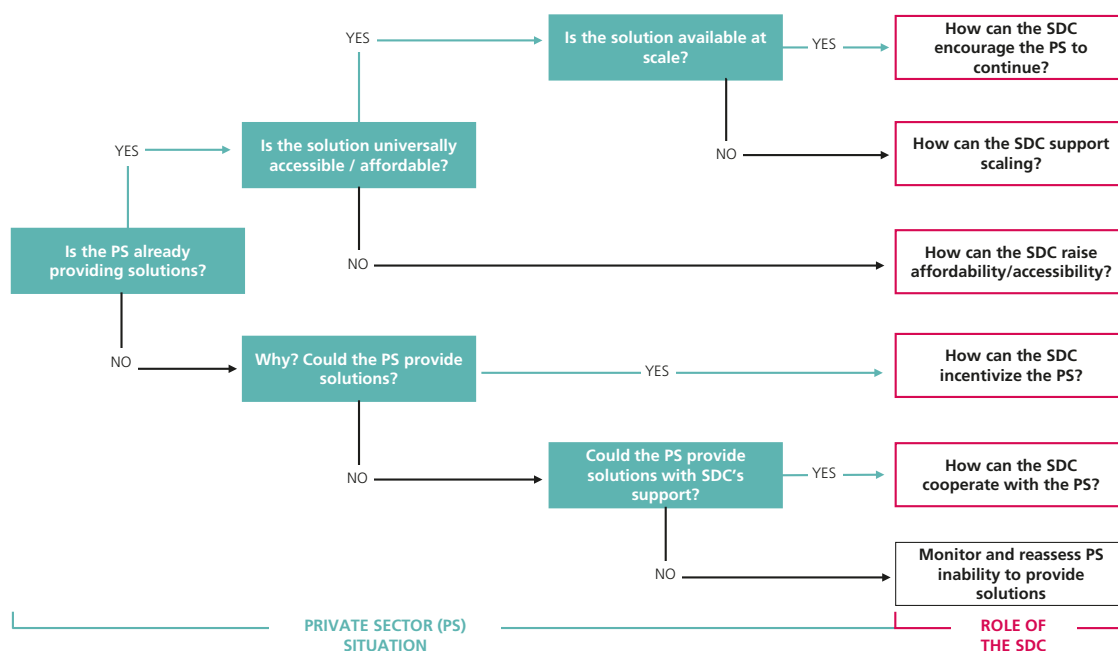 YES
Is the solution available at
scale?
YES
How can the SDC
encourage the PS to
continue?
YES
Is the solution universally
accessible / affordable?
NO
How can the SDC support
scaling?
Is the PS already
providing solutions?
NO
How can the SDC raise
affordability/accessibility?
NO
Why? Could the PS provide
solutions?
YES
How can the SDC
incentivize the PS?
NO
Could the PS provide
solutions with SDC's
support?
YES
How can the SDC
cooperate with the PS?
NO
Monitor and reassess PS
inability to provide
solutions
PRIVATE SECTOR (PS)
SITUATION
ROLE OF
THE SDC